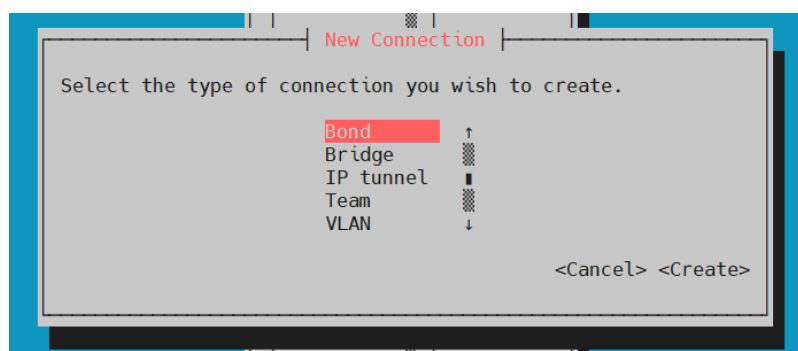 New Connection
Select the type of connection you wish to create.
Bond ↑
Bridge
IP tunnel
Team
VLAN ↓
<Cancel> <Create>